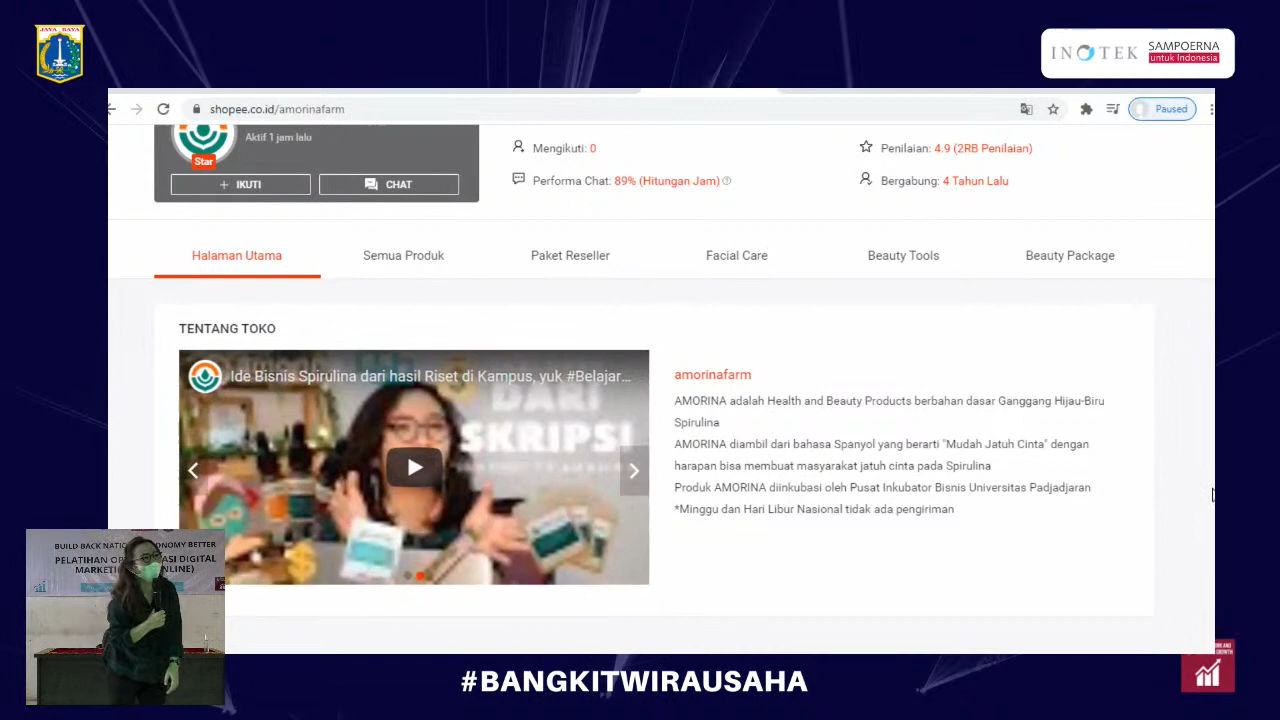 JAYA RAYA
INOTEK
SAMPOERNA
untuk Indonesia
shopee.co.id/amorinafarm
Paused
Aktif 1 jam lalu
Star
+ IKUTI
CHAT
Mengikuti: 0
Penilaian: 4.9 (2RB Penilaian)
Performa Chat: 89% (Hitungan Jam)
Bergabung: 4 Tahun Lalu
Halaman Utama
Semua Produk
Paket Reseller
Facial Care
Beauty Tools
Beauty Package
TENTANG TOKO
Ide Bisnis Spirulina dari hasil Riset di Kampus, yuk #Belajar...
DARI
SKRIPSI
amorinafarm
AMORINA adalah Health and Beauty Products berbahan dasar Ganggang Hijau-Biru
Spirulina
AMORINA diambil dari bahasa Spanyol yang berarti "Mudah Jatuh Cinta" dengan
harapan bisa membuat masyarakat jatuh cinta pada Spirulina
Produk AMORINA diinkubasi oleh Pusat Inkubator Bisnis Universitas Padjadjaran
*Minggu dan Hari Libur Nasional tidak ada pengiriman
BUILD BACK NATI ONOMY BETTER
PELATIHAN OP ASI DIGITAL
MARKETIN NLINE)
#BANGKITWIRAUSAHA